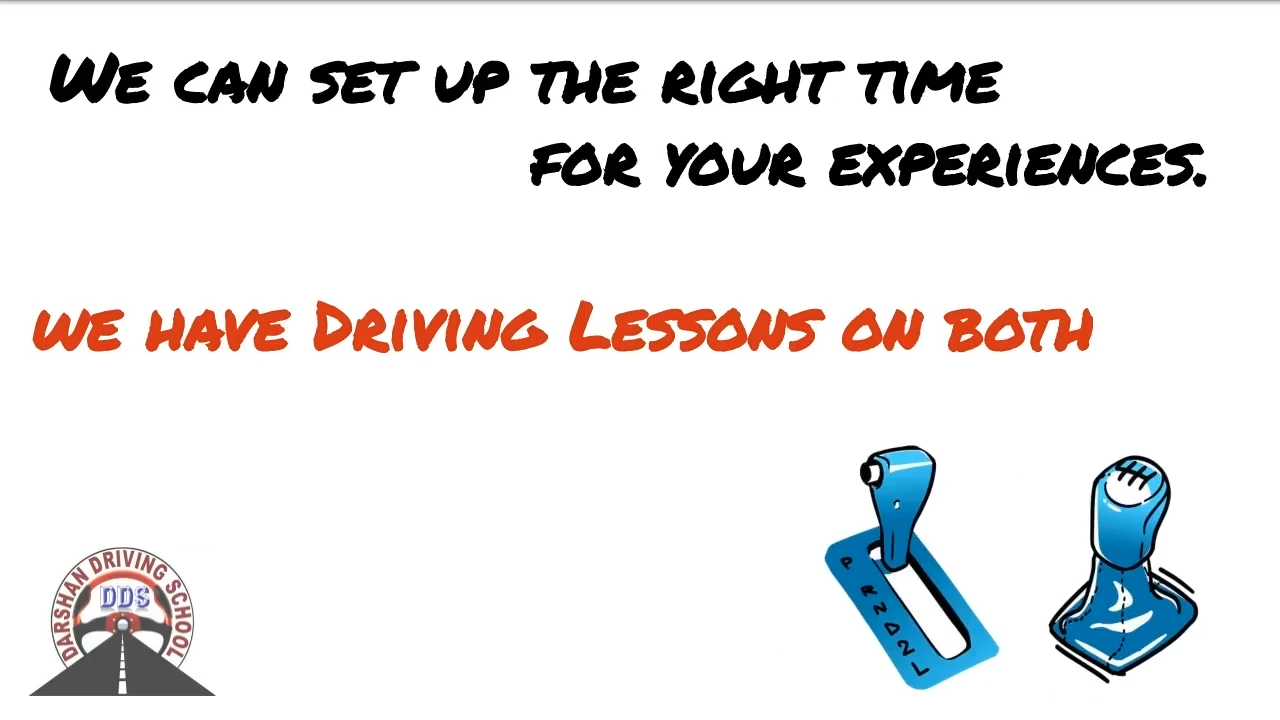 We can set up the right time
for your experiences.
we have Driving Lessons on both
DARSHAN DRIVING SCHOOL
DDS
P
R
N
D
2
L